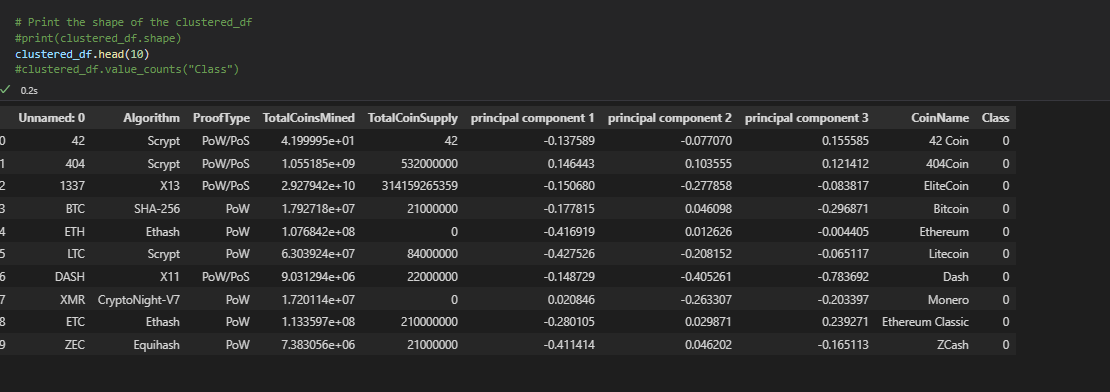 # Print the shape of the clustered_df
#print(clustered_df.shape)
clustered_df.head(10)
#clustered_df.value_counts("Class")
0.2s
Unnamed: 0 Algorithm ProofType TotalCoinsMined TotalCoinSupply principal component 1 principal component 2 principal component 3 CoinName Class
0 42 Scrypt PoW/PoS 4.199995e+01 42 -0.137589 -0.077070 0.155585 42 Coin 0
1 404 Scrypt PoW/PoS 1.055185e+09 532000000 0.146443 0.103555 0.121412 404Coin 0
2 1337 X13 PoW/PoS 2.927942e+10 314159265359 -0.150680 -0.277858 -0.083817 EliteCoin 0
3 BTC SHA-256 PoW 1.792718e+07 21000000 -0.177815 0.046098 -0.296871 Bitcoin 0
4 ETH Ethash PoW 1.076842e+08 0 -0.416919 0.012626 -0.004405 Ethereum 0
5 LTC Scrypt PoW 6.303924e+07 84000000 -0.427526 -0.208152 -0.065117 Litecoin 0
6 DASH X11 PoW/PoS 9.031294e+06 22000000 -0.148729 -0.405261 -0.783692 Dash 0
7 XMR CryptoNight-V7 PoW 1.720114e+07 0 0.020846 -0.263307 -0.203397 Monero 0
8 ETC Ethash PoW 1.133597e+08 210000000 -0.280105 0.029871 0.239271 Ethereum Classic 0
9 ZEC Equihash PoW 7.383056e+06 21000000 -0.411414 0.046202 -0.165113 ZCash 0